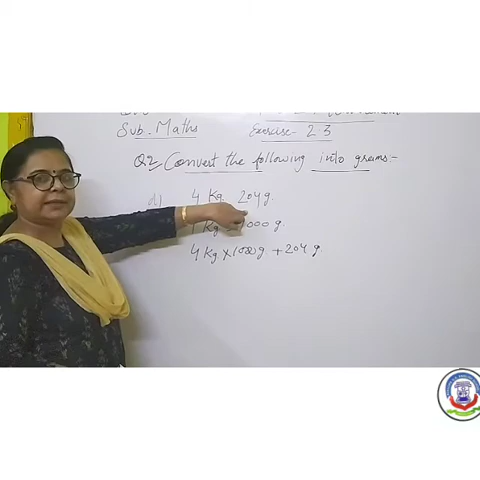 Sub. Maths Exercise - 2.3
Q2, Convert the following into grams:-
d) 4 Kg 204 g.
Kg 1000 g.
4 Kg x 1000 g + 204 g